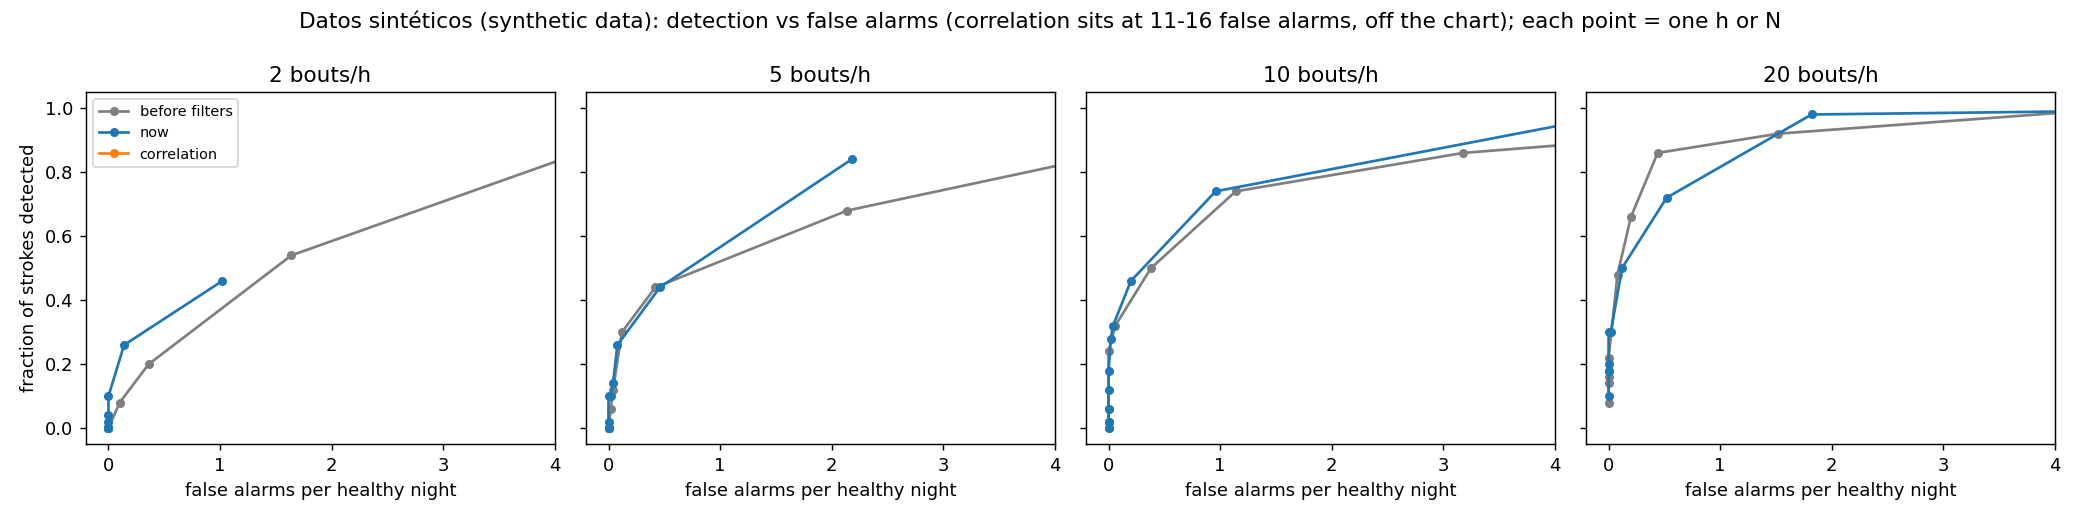 Datos sintéticos (synthetic data): detection vs false alarms (correlation sits at 11-16 false alarms, off the chart); each point = one h or N
2 bouts/h
5 bouts/h
10 bouts/h
20 bouts/h
fraction of strokes detected
1.0
0.8
0.6
0.4
0.2
0.0
before filters
now
correlation
0 1 2 3 4
0 1 2 3 4
0 1 2 3 4
0 1 2 3 4
false alarms per healthy night
false alarms per healthy night
false alarms per healthy night
false alarms per healthy night